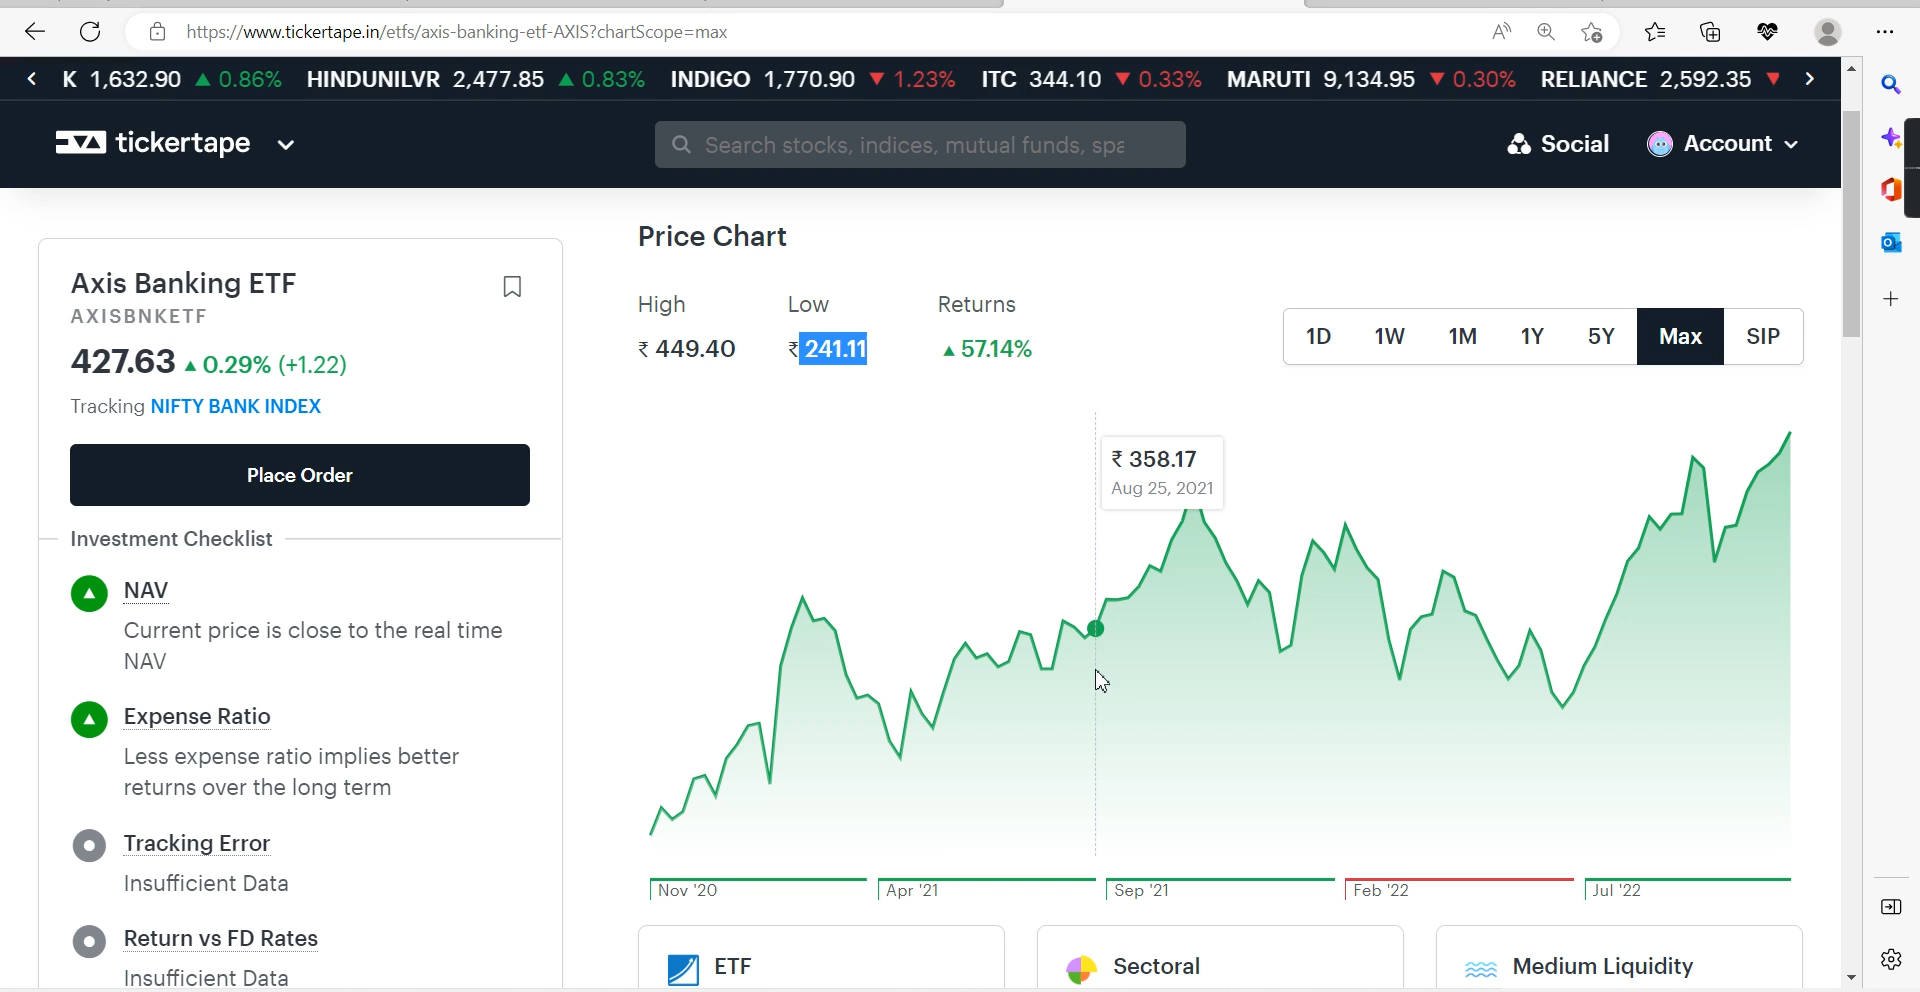 https://www.tickertape.in/etfs/axis-banking-etf-AXIS?chartScope=max
K 1,632.90 ▲ 0.86% HINDUNILVR 2,477.85 ▲ 0.83% INDIGO 1,770.90 ▼ 1.23% ITC 344.10 ▼ 0.33% MARUTI 9,134.95 ▼ 0.30% RELIANCE 2,592.35 ▼
tickertape
Search stocks, indices, mutual funds, spa
Social
Account
Axis Banking ETF
AXISBNKETF
427.63 ▲ 0.29% (+1.22)
Tracking NIFTY BANK INDEX
Place Order
Investment Checklist
NAV
Current price is close to the real time
NAV
Expense Ratio
Less expense ratio implies better
returns over the long term
Tracking Error
Insufficient Data
Return vs FD Rates
Insufficient Data
Price Chart
High Low Returns
₹ 449.40 ₹ 241.11 ▲ 57.14%
1D 1W 1M 1Y 5Y Max SIP
₹ 358.17
Aug 25, 2021
Nov '20 Apr '21 Sep '21 Feb '22 Jul '22
ETF
Sectoral
Medium Liquidity